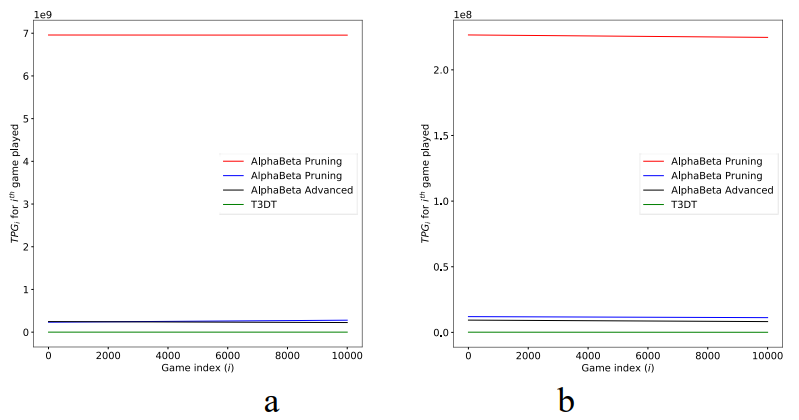 1e9
7
6
5
4
3
2
1
0
TPG_i for i^th game played
AlphaBeta Pruning
AlphaBeta Pruning
AlphaBeta Advanced
T3DT
0 2000 4000 6000 8000 10000
Game index (i)
a
1e8
2.0
1.5
1.0
0.5
0.0
TPG_i for i^th game played
AlphaBeta Pruning
AlphaBeta Pruning
AlphaBeta Advanced
T3DT
0 2000 4000 6000 8000 10000
Game index (i)
b